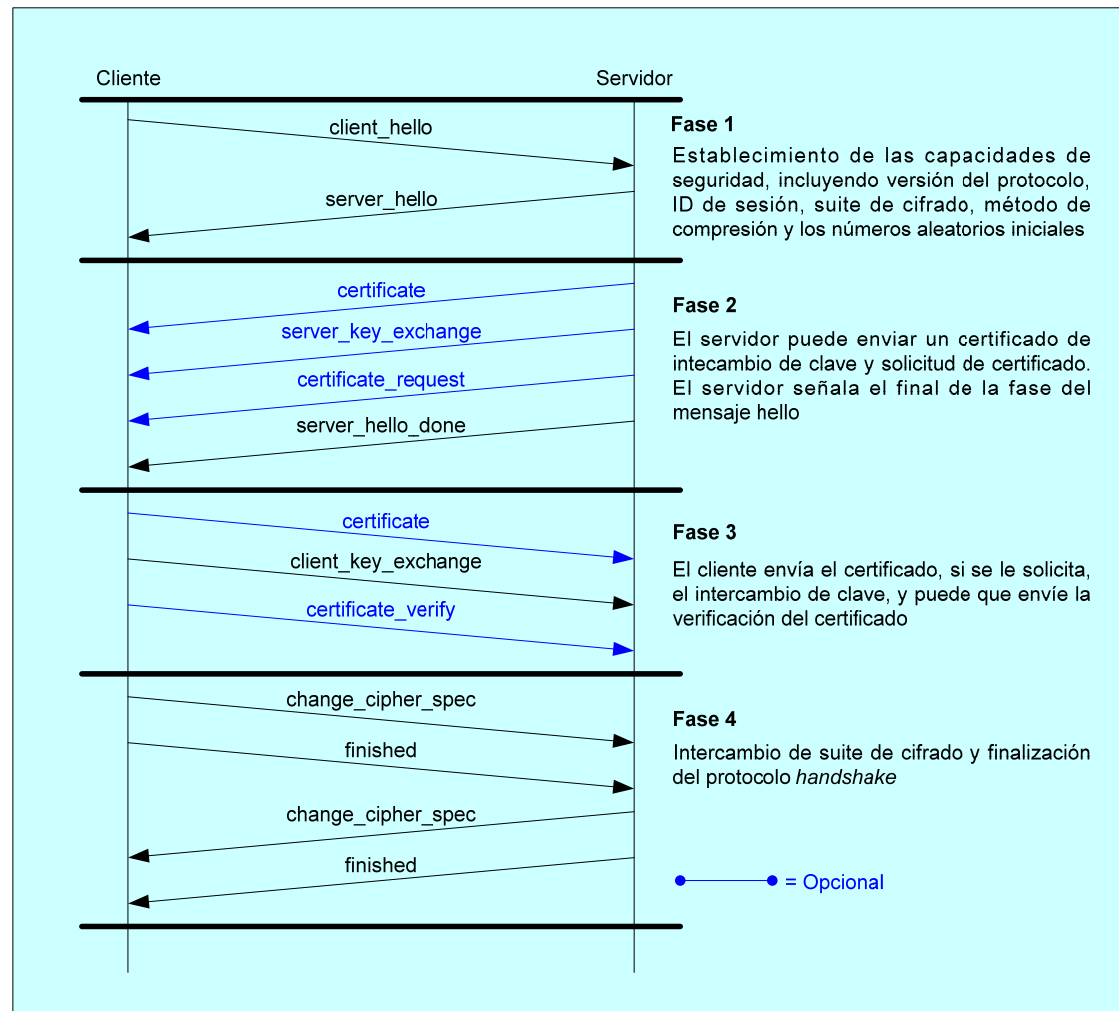 Cliente
Servidor
client_hello
server_hello
Fase 1
Establecimiento de las capacidades de
seguridad, incluyendo versión del protocolo,
ID de sesión, suite de cifrado, método de
compresión y los números aleatorios iniciales
certificate
server_key_exchange
certificate_request
server_hello_done
Fase 2
El servidor puede enviar un certificado de
intecambio de clave y solicitud de certificado.
El servidor señala el final de la fase del
mensaje hello
certificate
client_key_exchange
certificate_verify
Fase 3
El cliente envía el certificado, si se le solicita,
el intercambio de clave, y puede que envíe la
verificación del certificado
change_cipher_spec
finished
change_cipher_spec
finished
Fase 4
Intercambio de suite de cifrado y finalización
del protocolo handshake
= Opcional